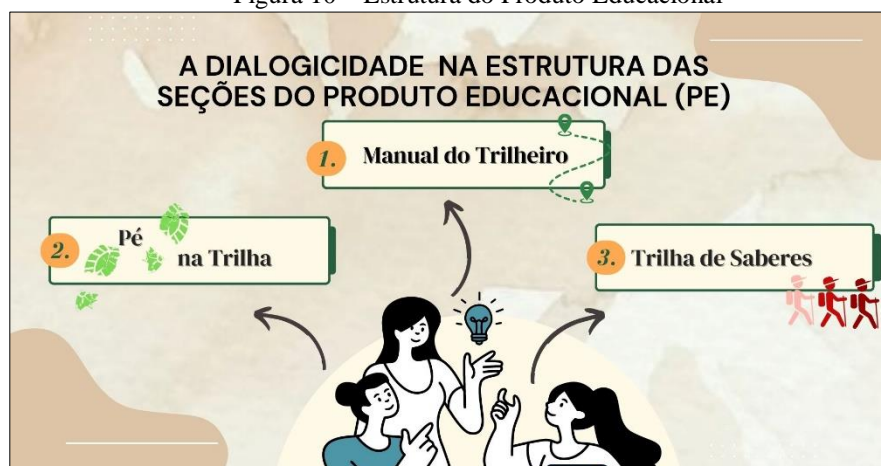 Figura 16 – Estrutura do Produto Educacional
A DIALOGICIDADE NA ESTRUTURA DAS
SEÇÕES DO PRODUTO EDUCACIONAL (PE)
1. Manual do Trilheiro
2. Pé
na Trilha
3. Trilha de Saberes